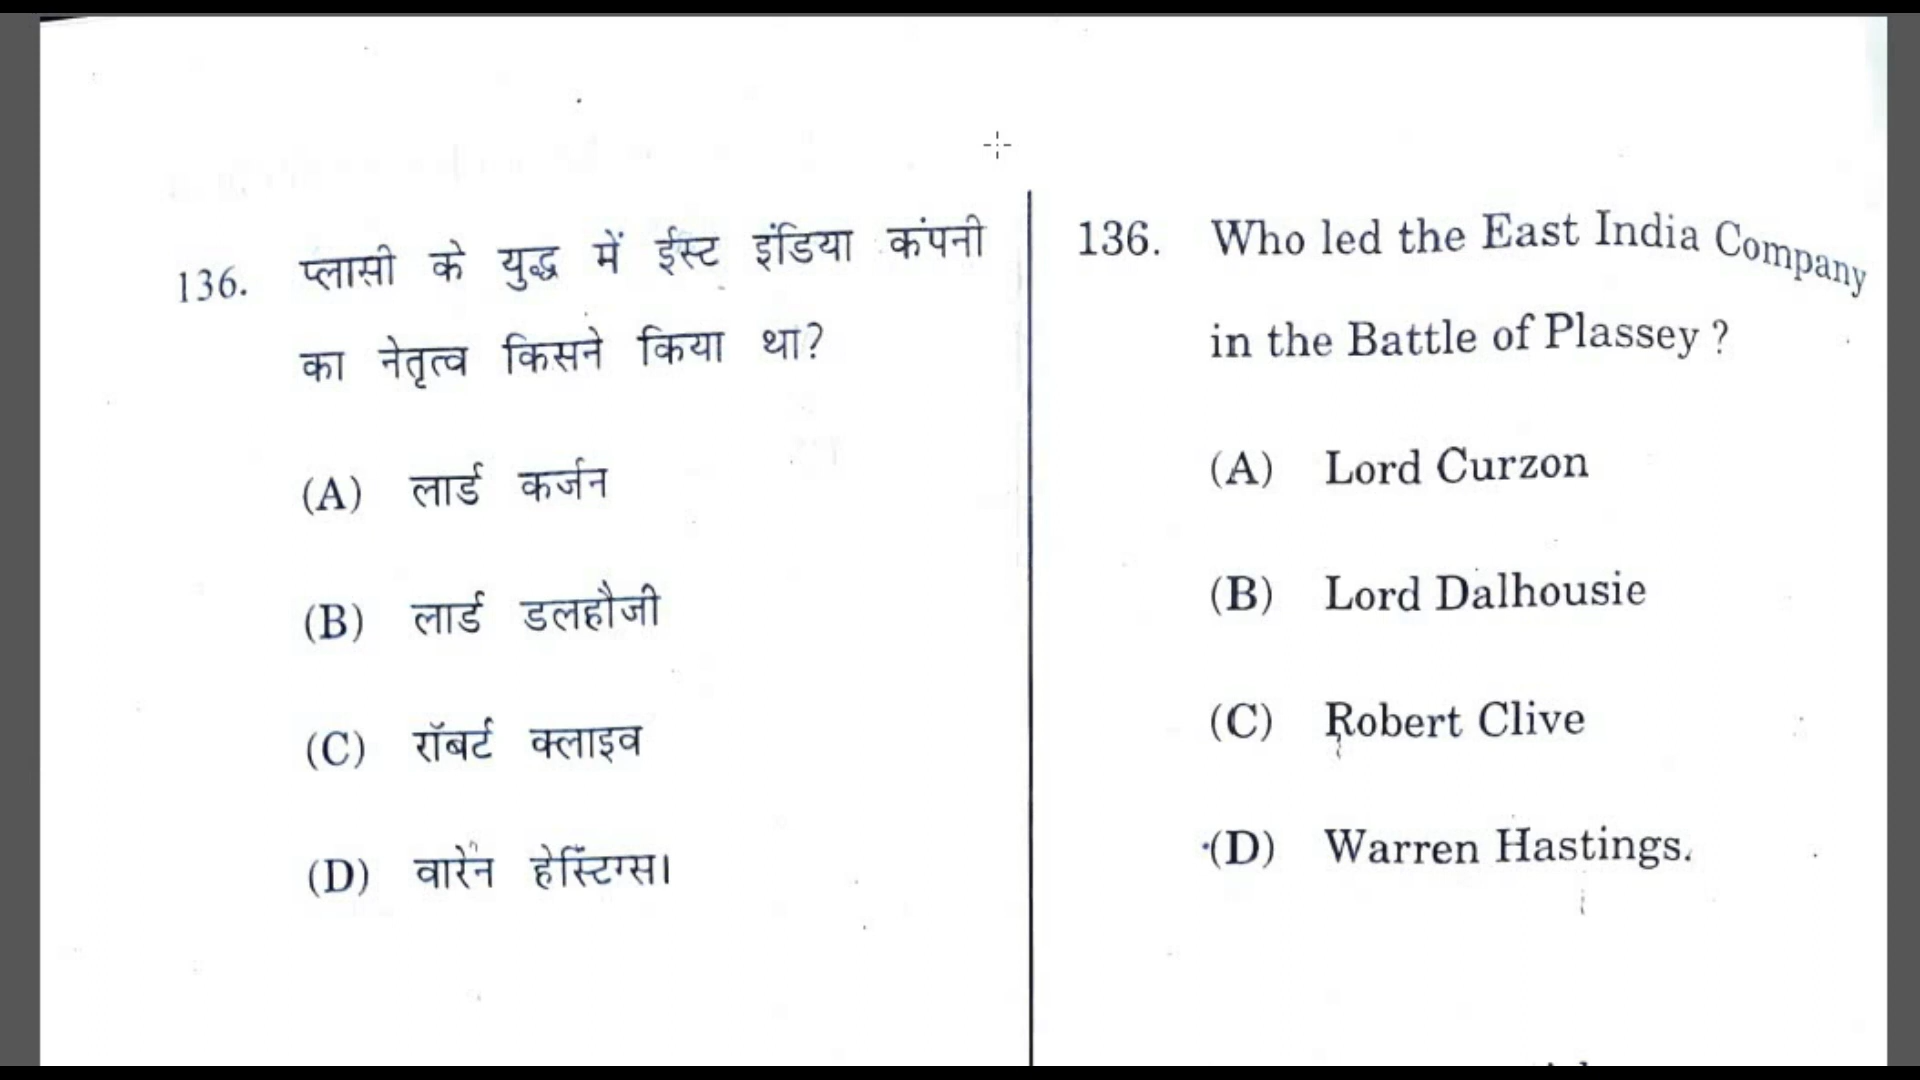 136. प्लासी के युद्ध में ईस्ट इंडिया कंपनी
का नेतृत्व किसने किया था?
(A) लार्ड कर्जन
(B) लार्ड डलहौजी
(C) रॉबर्ट क्लाइव
(D) वारेन हेस्टिंग्स।
136. Who led the East India Company
in the Battle of Plassey ?
(A) Lord Curzon
(B) Lord Dalhousie
(C) Robert Clive
(D) Warren Hastings.